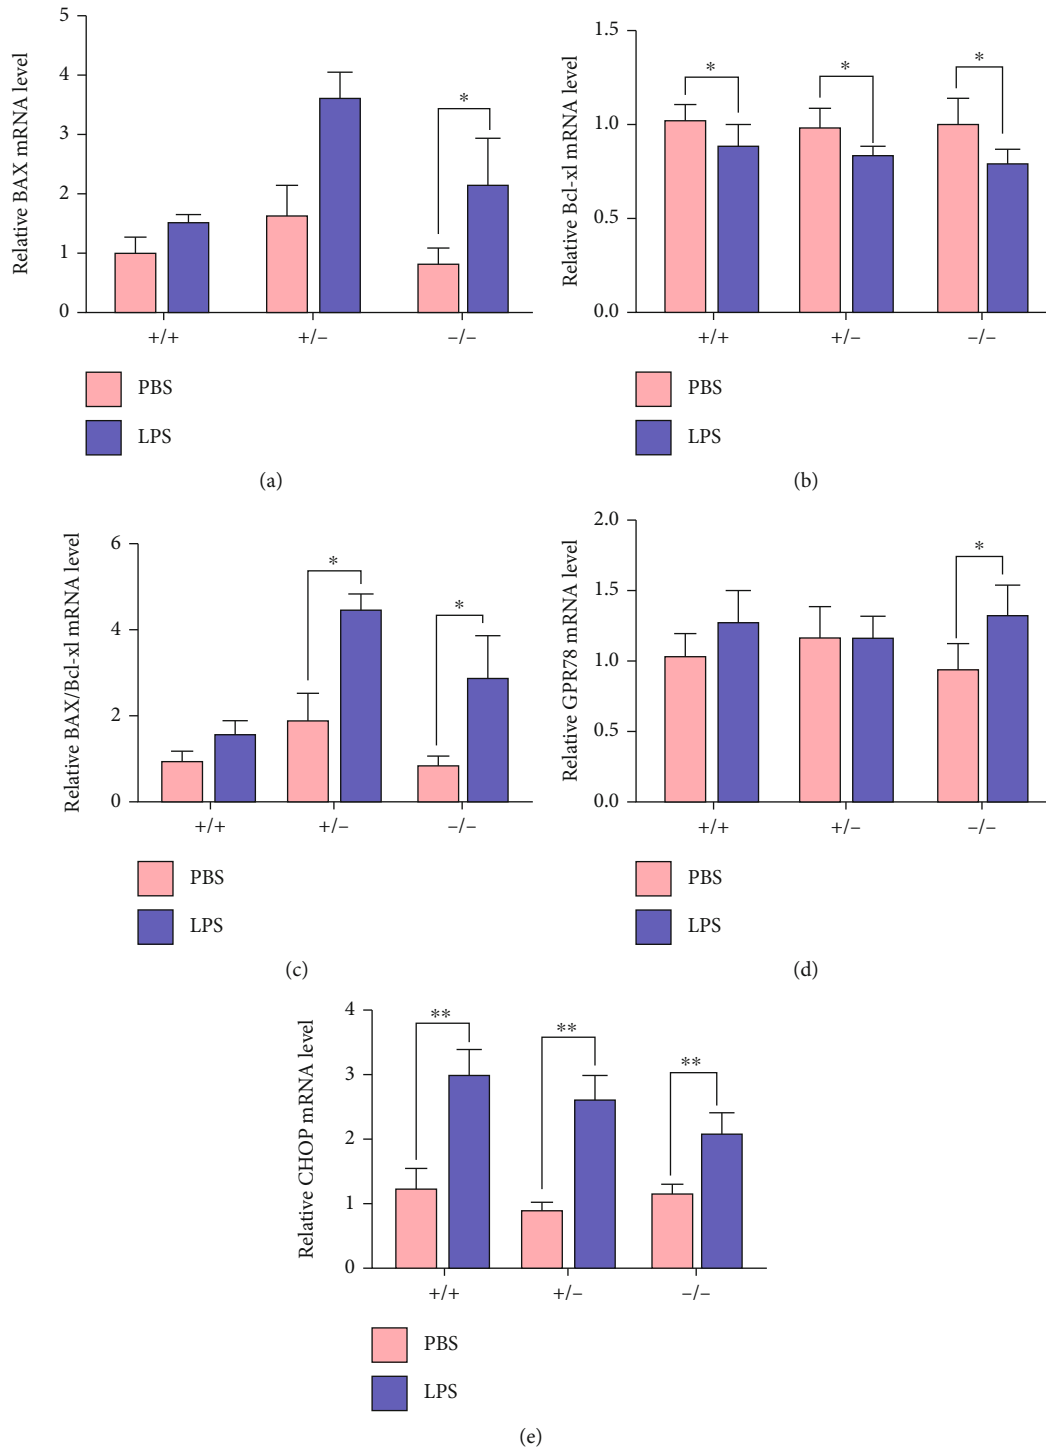 Relative BAX mRNA level
5
4
3
2
1
0
*
+/+
+/–
–/–
PBS
LPS
(a)
Relative Bcl-xl mRNA level
1.5
1.0
0.5
0.0
*
*
*
+/+
+/–
–/–
PBS
LPS
(b)
Relative BAX/Bcl-xl mRNA level
6
4
2
0
*
*
+/+
+/–
–/–
PBS
LPS
(c)
Relative GPR78 mRNA level
2.0
1.5
1.0
0.5
0.0
*
+/+
+/–
–/–
PBS
LPS
(d)
Relative CHOP mRNA level
4
3
2
1
0
**
**
**
+/+
+/–
–/–
PBS
LPS
(e)